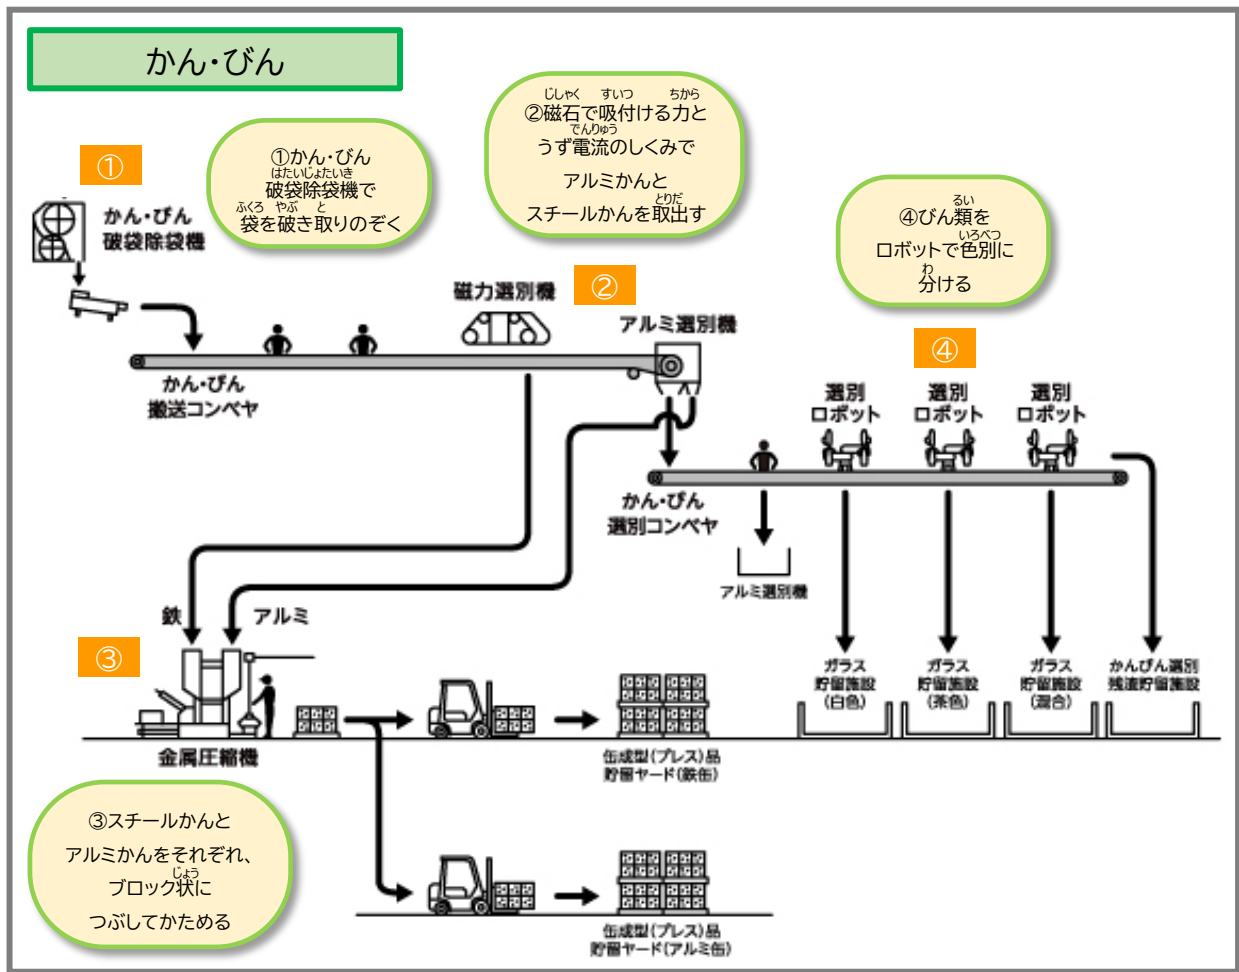 かん・びん
①
かん・びん
破袋除袋機
①かん・びん
はたいじょたいき
破袋除袋機で
ふくろ やぶ と
袋を破き取りのぞく
じしゃく すいつ ちから
②磁石で吸付ける力と
でんりゅう
うず電流のしくみで
アルミかんと
とりだ
スチールかんを取出す
るい
④びん類を
いろべつ
ロボットで色別に
わ
分ける
磁力選別機
②
アルミ選別機
④
かん・びん
搬送コンベヤ
選別
ロボット
選別
ロボット
選別
ロボット
かん・びん
選別コンベヤ
アルミ選別機
鉄
アルミ
③
金属圧縮機
ガラス
貯留施設
(白色)
ガラス
貯留施設
(茶色)
ガラス
貯留施設
(混合)
かんびん選別
残渣貯留施設
缶成型(プレス)品
貯留ヤード(鉄缶)
③スチールかんと
アルミかんをそれぞれ、
じょう
ブロック状に
つぶしてかためる
缶成型(プレス)品
貯留ヤード(アルミ缶)